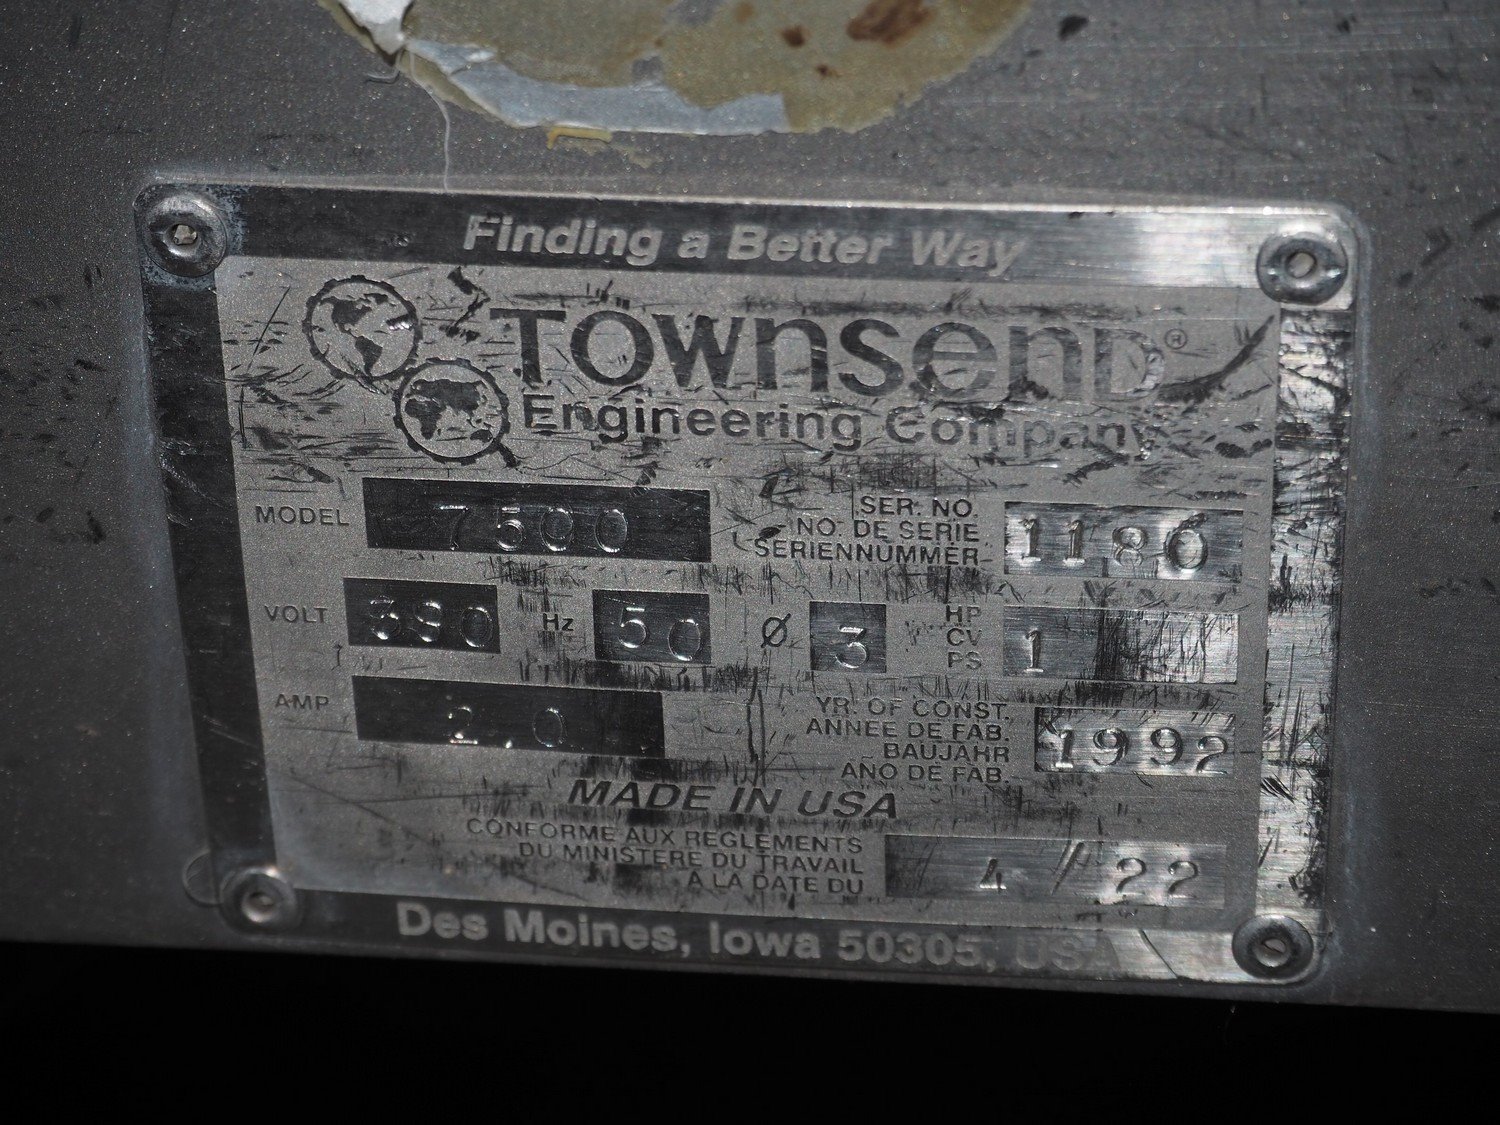 Finding a Better Way
TOWNSEND®
Engineering Company
MODEL 7500
SER. NO.
NO. DE SERIE
SERIENNUMMER
1180
VOLT 390 Hz 50 Ø 3
HP
CV
PS
1
AMP 2.0
YR. OF CONST.
ANNEE DE FAB.
BAUJAHR
ANO DE FAB.
1992
MADE IN USA
CONFORME AUX REGLEMENTS
DU MINISTERE DU TRAVAIL
A LA DATE DU
4/22
Des Moines, Iowa 50305, USA